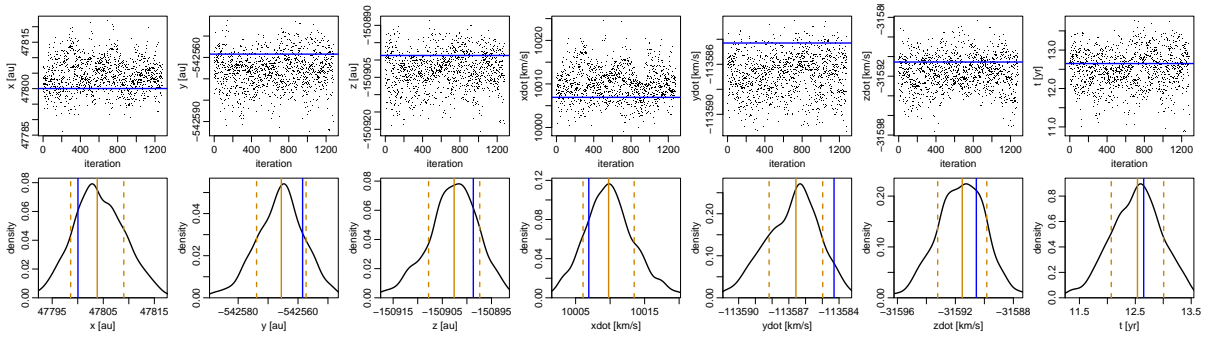 x [au]
47785 47800 47815
0 400 800 1200
iteration
y [au]
−542590 −542560
0 400 800 1200
iteration
z [au]
−150920 −150905 −150890
0 400 800 1200
iteration
xdot [km/s]
10000 10010 10020
0 400 800 1200
iteration
ydot [km/s]
−113590 −113586
0 400 800 1200
iteration
zdot [km/s]
−31598 −31592
0 400 800 1200
iteration
t [yr]
11.0 12.0 13.0
0 400 800 1200
iteration
density
0.00 0.02 0.04 0.06 0.08
47795 47805 47815
x [au]
density
0.00 0.02 0.04
−542580 −542560
y [au]
density
0.00 0.02 0.04 0.06 0.08
−150915 −150905 −150895
z [au]
density
0.00 0.04 0.08 0.12
10005 10015
xdot [km/s]
density
0.00 0.10 0.20
−113590 −113587 −113584
ydot [km/s]
density
0.00 0.10 0.20
−31596 −31592 −31588
zdot [km/s]
density
0.0 0.2 0.4 0.6 0.8
11.5 12.5 13.5
t [yr]